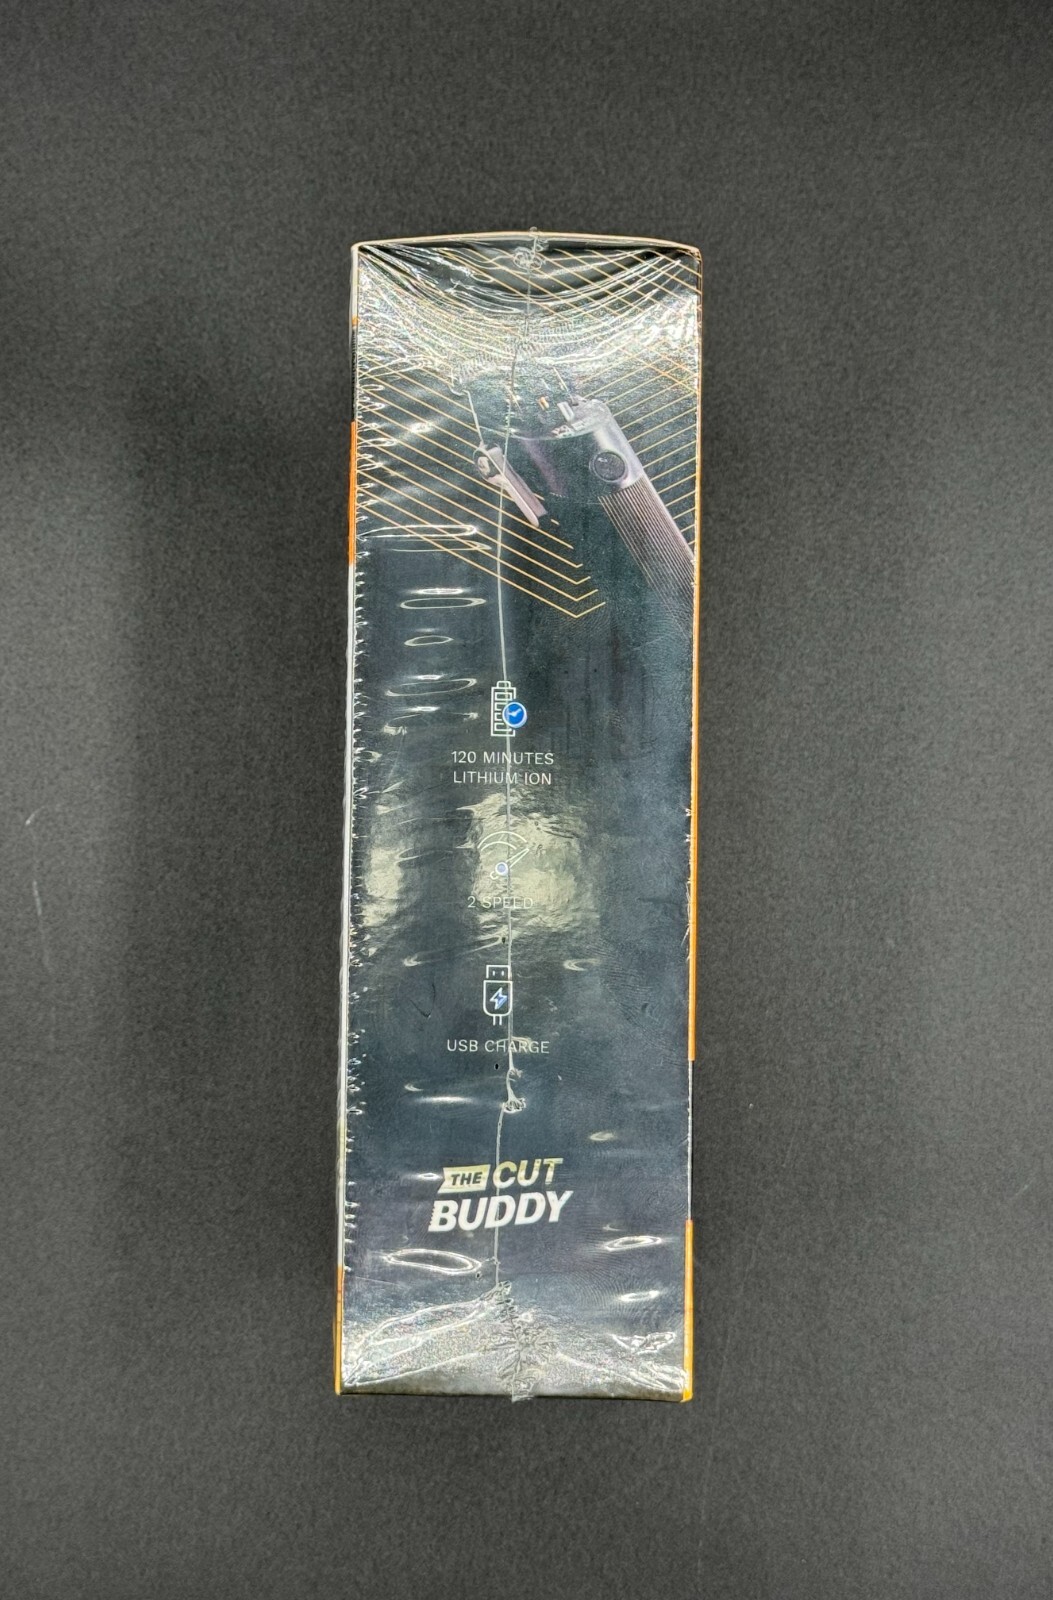 120 MINUTES
LITHIUM ION
2 SPEED
USB CHARGE
THE CUT
BUDDY